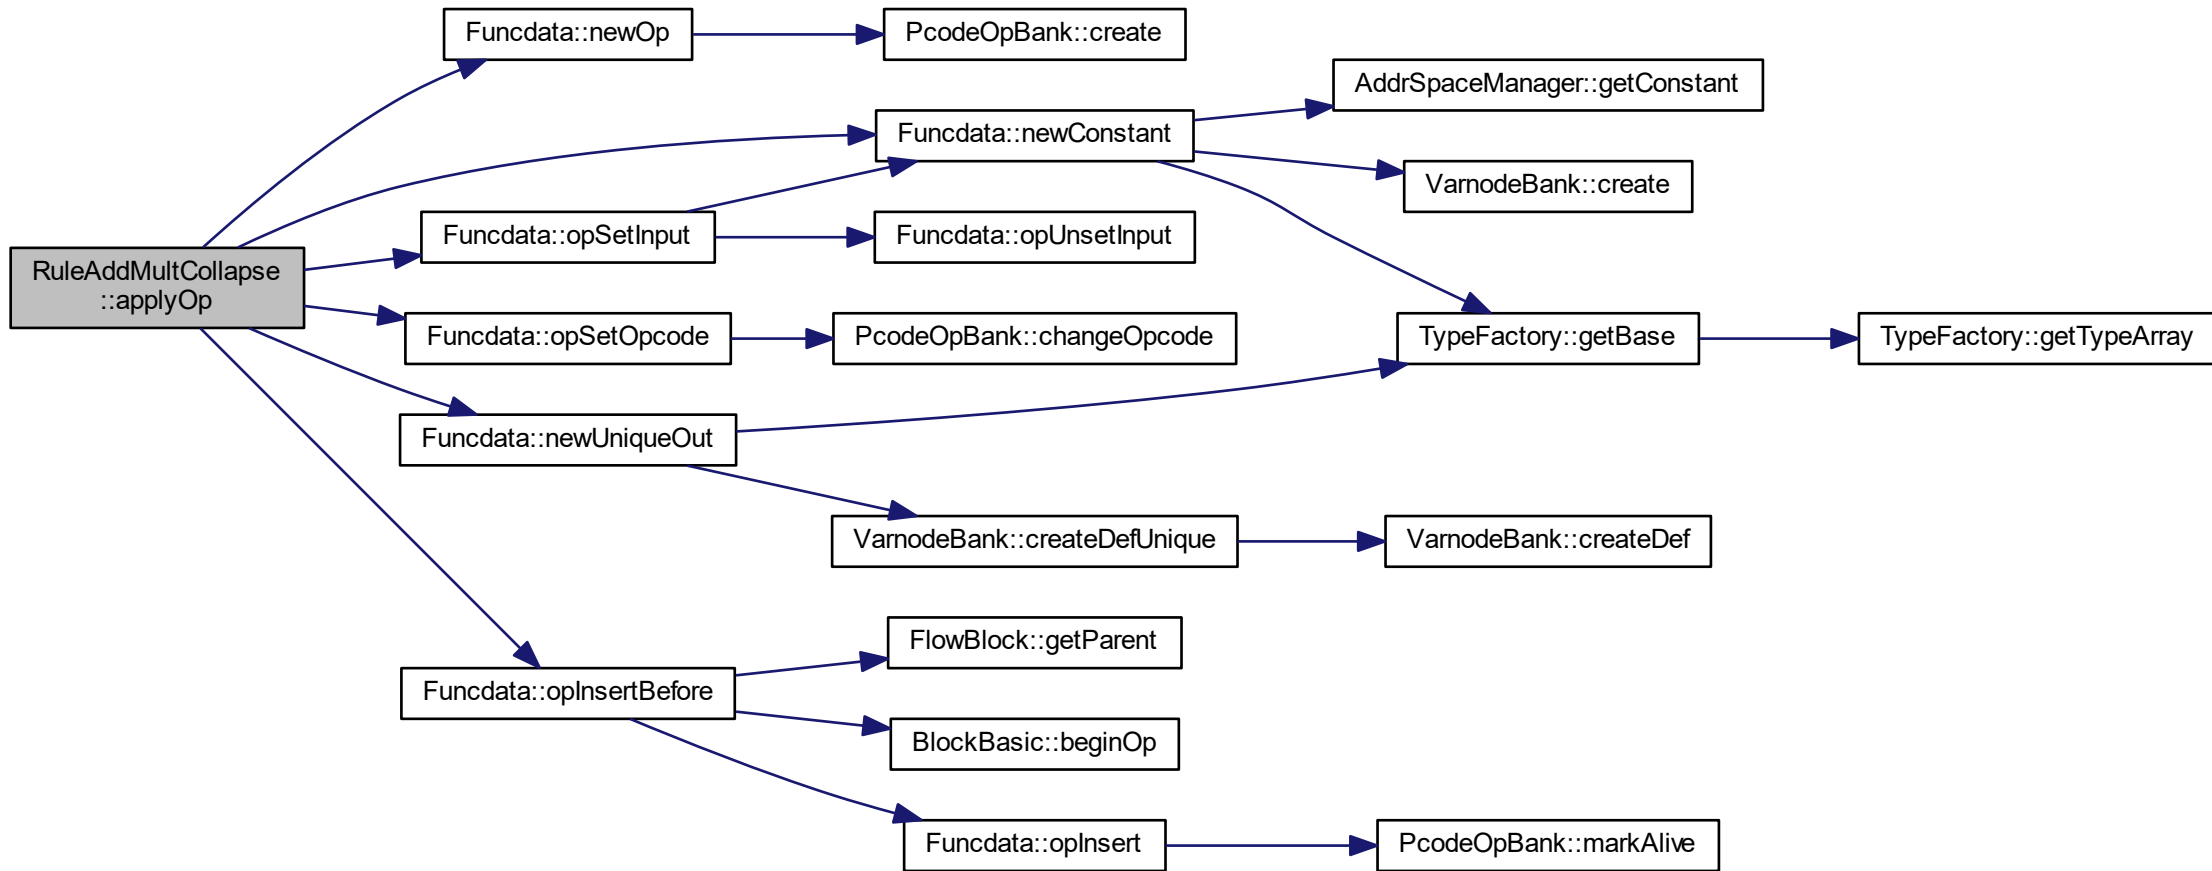 Funcdata::newOp
PcodeOpBank::create
AddrSpaceManager::getConstant
Funcdata::newConstant
VarnodeBank::create
Funcdata::opSetInput
Funcdata::opUnsetInput
RuleAddMultCollapse
::applyOp
Funcdata::opSetOpcode
PcodeOpBank::changeOpcode
TypeFactory::getBase
TypeFactory::getTypeArray
Funcdata::newUniqueOut
VarnodeBank::createDefUnique
VarnodeBank::createDef
FlowBlock::getParent
Funcdata::opInsertBefore
BlockBasic::beginOp
Funcdata::opInsert
PcodeOpBank::markAlive